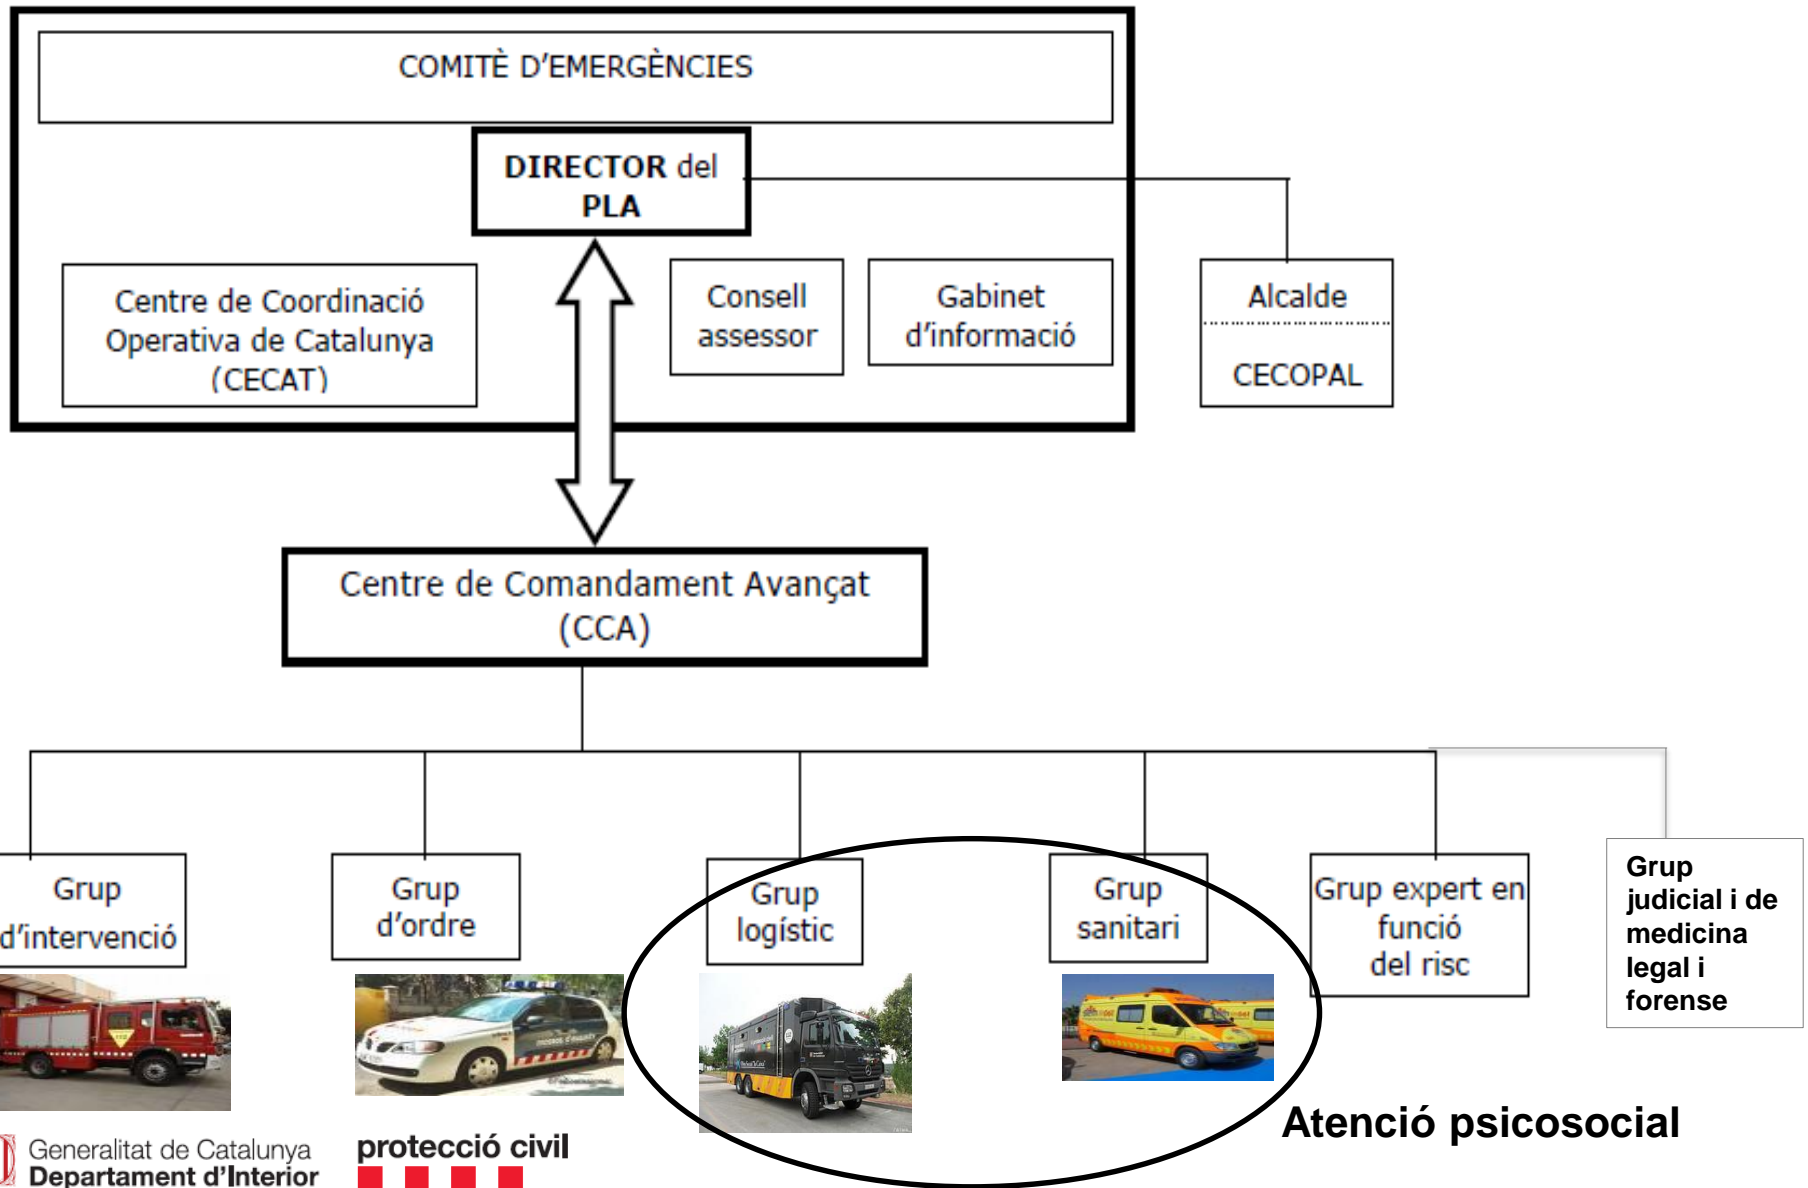 COMITÈ D'EMERGÈNCIES
DIRECTOR del
PLA
Centre de Coordinació
Operativa de Catalunya
(CECAT)
Consell
assessor
Gabinet
d'informació
Alcalde
CECOPAL
Centre de Comandament Avançat
(CCA)
Grup
d'intervenció
Grup
d'ordre
Grup
logístic
Grup
sanitari
Grup expert en
funció
del risc
Grup
judicial i de
medicina
legal i
forense
Atenció psicosocial
Generalitat de Catalunya
Departament d'Interior
protecció civil